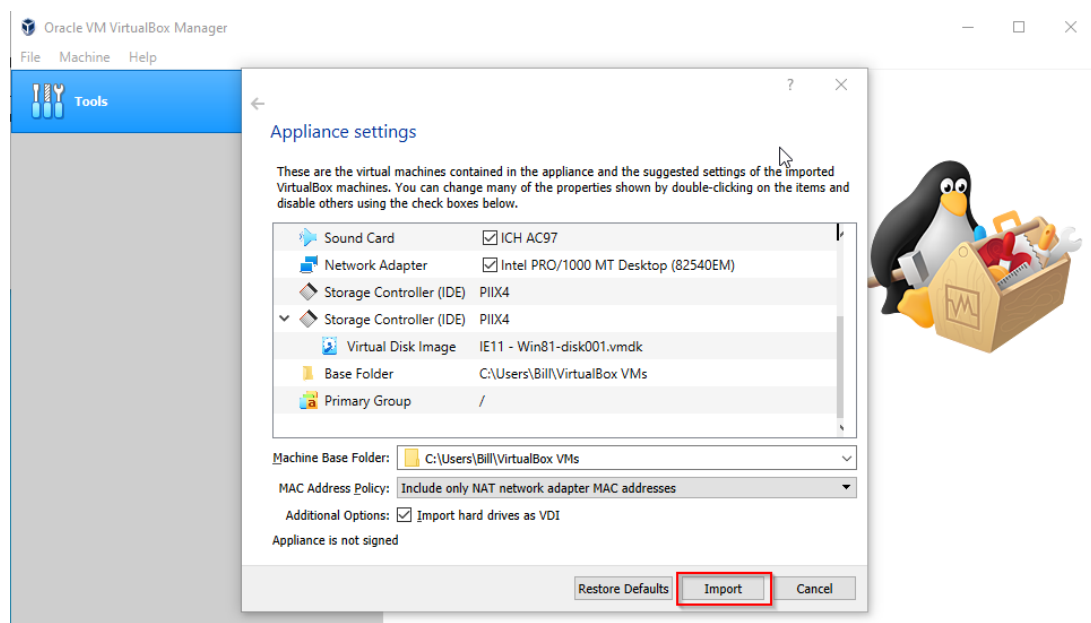 Oracle VM VirtualBox Manager
File Machine Help
Tools
?
Appliance settings
These are the virtual machines contained in the appliance and the suggested settings of the imported
VirtualBox machines. You can change many of the properties shown by double-clicking on the items and
disable others using the check boxes below.
Sound Card ICH AC97
Network Adapter Intel PRO/1000 MT Desktop (82540EM)
Storage Controller (IDE) PIIX4
Storage Controller (IDE) PIIX4
Virtual Disk Image IE11 - Win81-disk001.vmdk
Base Folder C:\Users\Bill\VirtualBox VMs
Primary Group /
Machine Base Folder: C:\Users\Bill\VirtualBox VMs
MAC Address Policy: Include only NAT network adapter MAC addresses
Additional Options: Import hard drives as VDI
Appliance is not signed
Restore Defaults Import Cancel